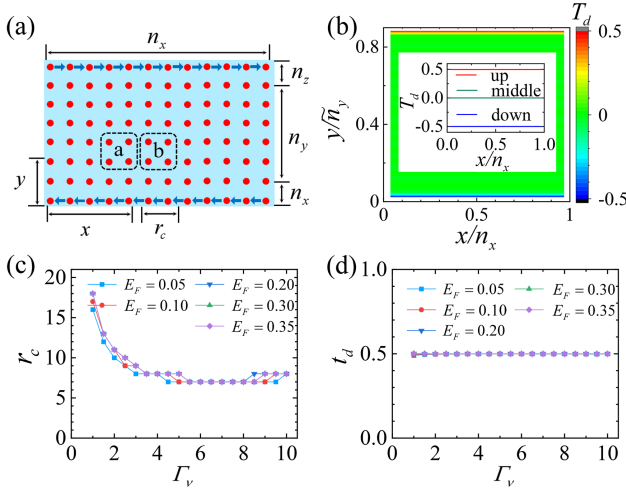 (a)
n_x
n_z
n_y
n_x
a
b
y
x
r_c
(b)
T_d
0.8
0.4
0
0
0.5
1
y/ñ_y
x/n_x
0.5
0.0
-0.5
0.0
0.5
1.0
T_d
x/n_x
up
middle
down
0.5
0
-0.5
(c)
20
15
10
5
0
0
2
4
6
8
10
r_c
Γ_v
E_F = 0.05
E_F = 0.20
E_F = 0.10
E_F = 0.30
E_F = 0.35
(d)
1.0
0.5
0.0
0
2
4
6
8
10
t_d
Γ_v
E_F = 0.05
E_F = 0.30
E_F = 0.10
E_F = 0.35
E_F = 0.20